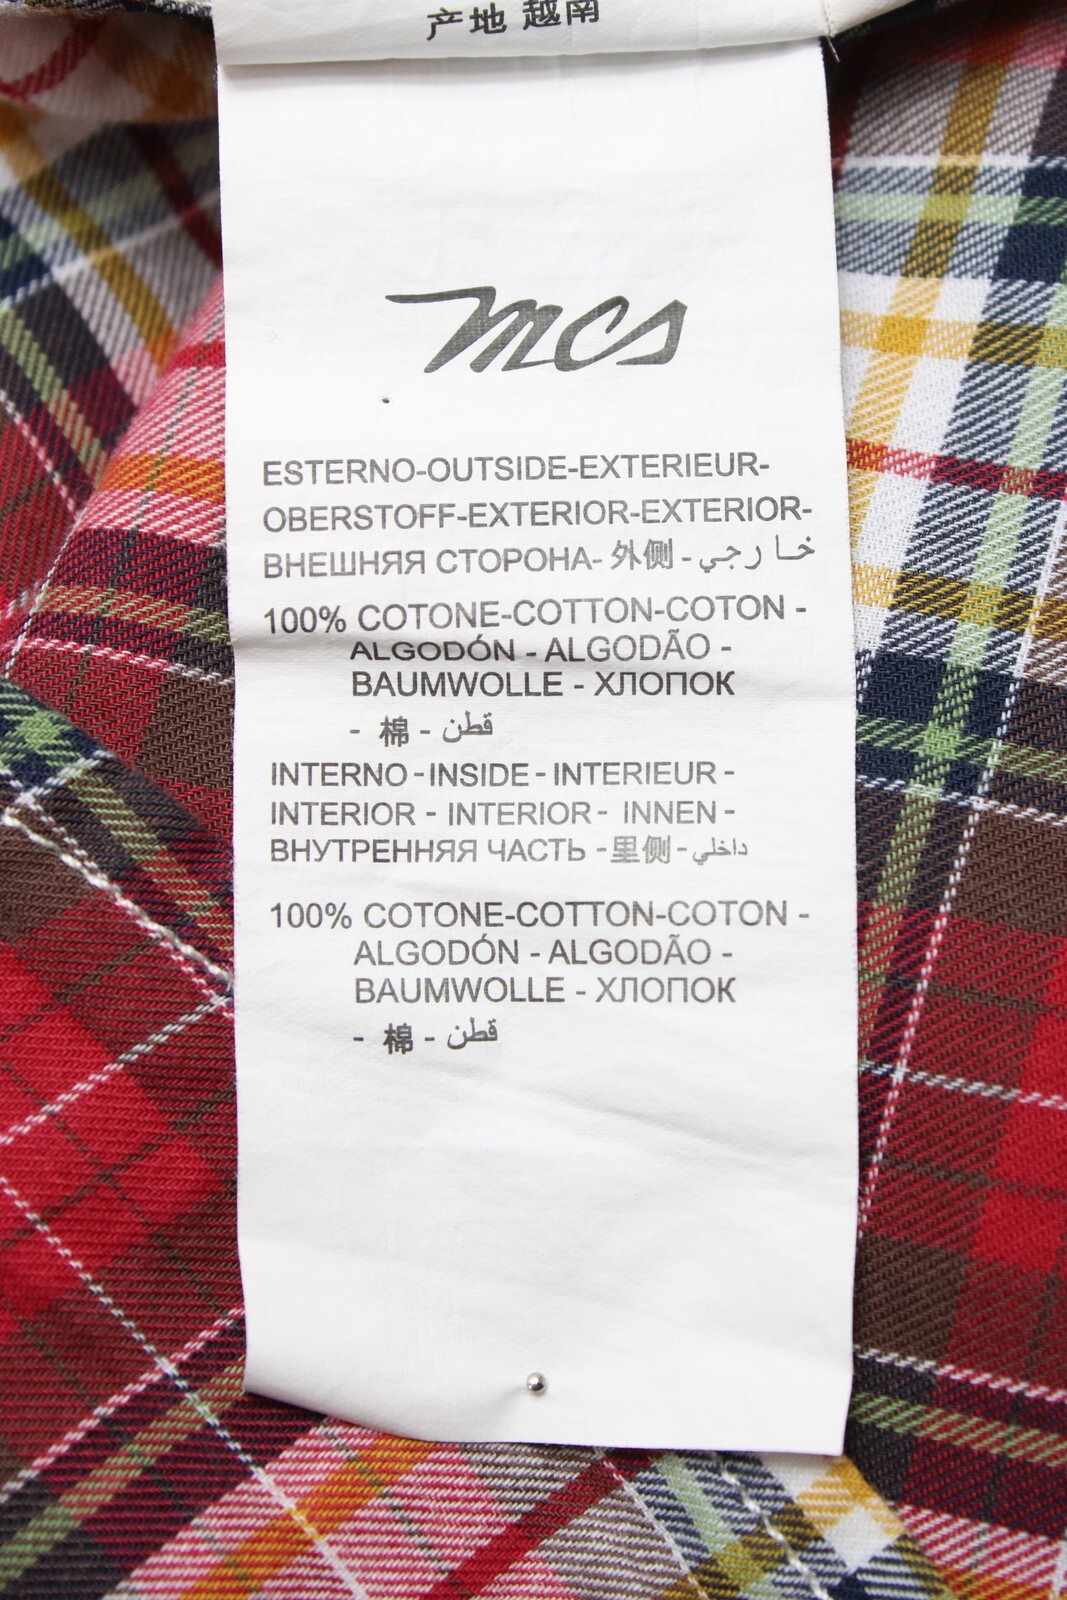 产地 越南
mcs
ESTERNO-OUTSIDE-EXTERIEUR-
OBERSTOFF-EXTERIOR-EXTERIOR-
ВНЕШНЯЯ СТОРОНА- 外侧 - خارجي
100% COTONE-COTTON-COTON -
ALGODÓN - ALGODÃO -
BAUMWOLLE - ХЛОПОК
- 棉 - قطن
INTERNO - INSIDE - INTERIEUR -
INTERIOR - INTERIOR - INNEN -
ВНУТРЕННЯЯ ЧАСТЬ - 里侧 - داخلي
100% COTONE-COTTON-COTON -
ALGODÓN - ALGODÃO -
BAUMWOLLE - ХЛОПОК
- 棉 - قطن